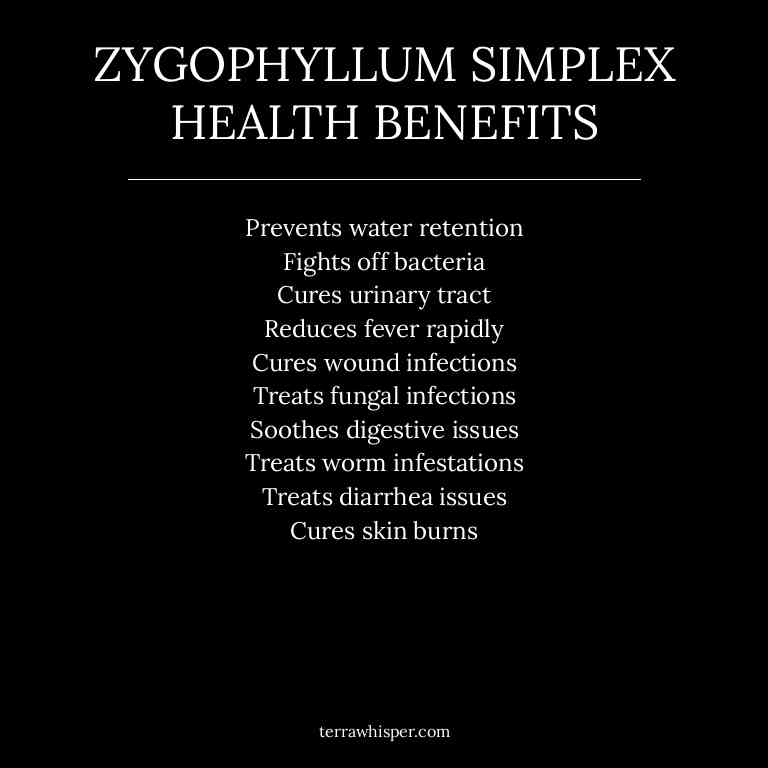 ZYGOPHYLLUM SIMPLEX
HEALTH BENEFITS
Prevents water retention
Fights off bacteria
Cures urinary tract
Reduces fever rapidly
Cures wound infections
Treats fungal infections
Soothes digestive issues
Treats worm infestations
Treats diarrhea issues
Cures skin burns
terrawhisper.com